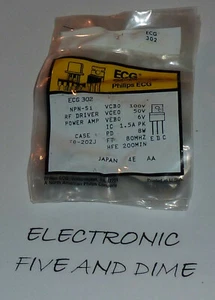 ECG
302
ECG
Philips ECG
ECG 302
NPN-Si VCBO 100V
RF DRIVER VCEO 50V
POWER AMP VEBO 6V
IC 1.5A PK
CASE PD 8W
TO-202J FT 80MHZ E B C
HFE 200MIN
JAPAN 4E AA
ELECTRONIC
FIVE AND DIME